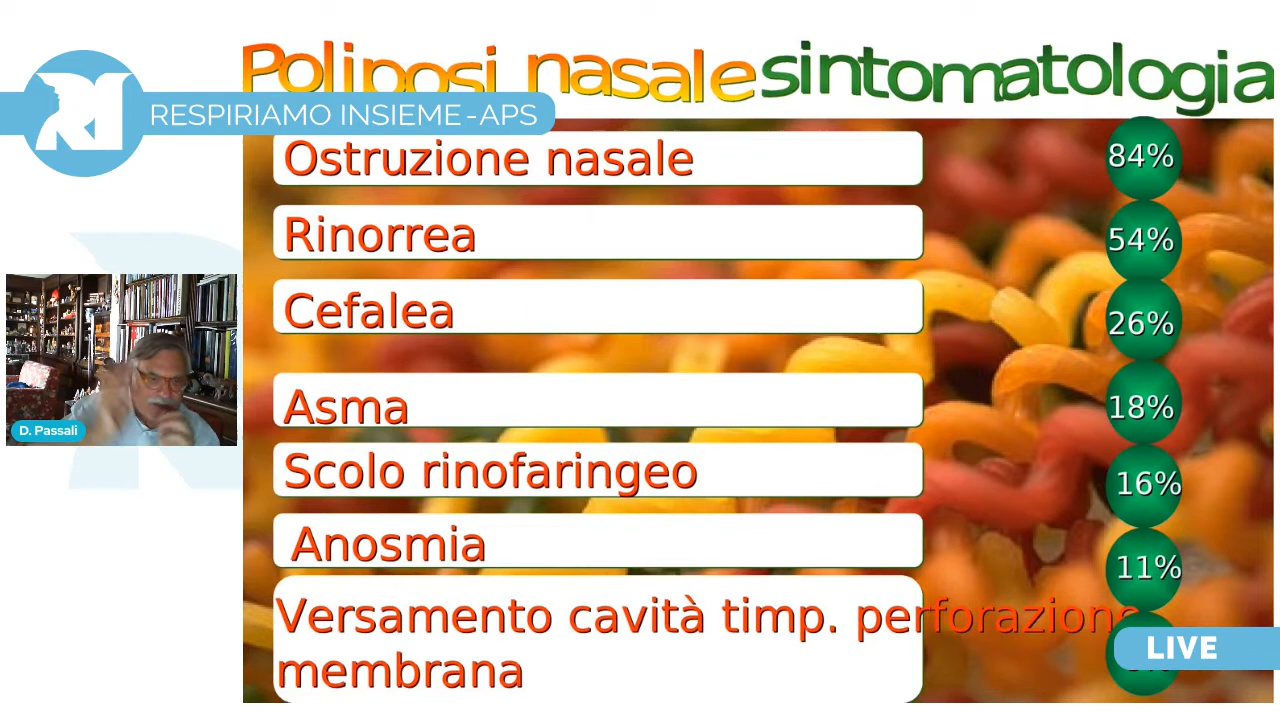 Poliposi nasale sintomatologia
RESPIRIAMO INSIEME-APS
Ostruzione nasale 84%
Rinorrea 54%
Cefalea 26%
Asma 18%
Scolo rinofaringeo 16%
Anosmia 11%
Versamento cavità timp. perforazione
membrana
D. Passali
LIVE